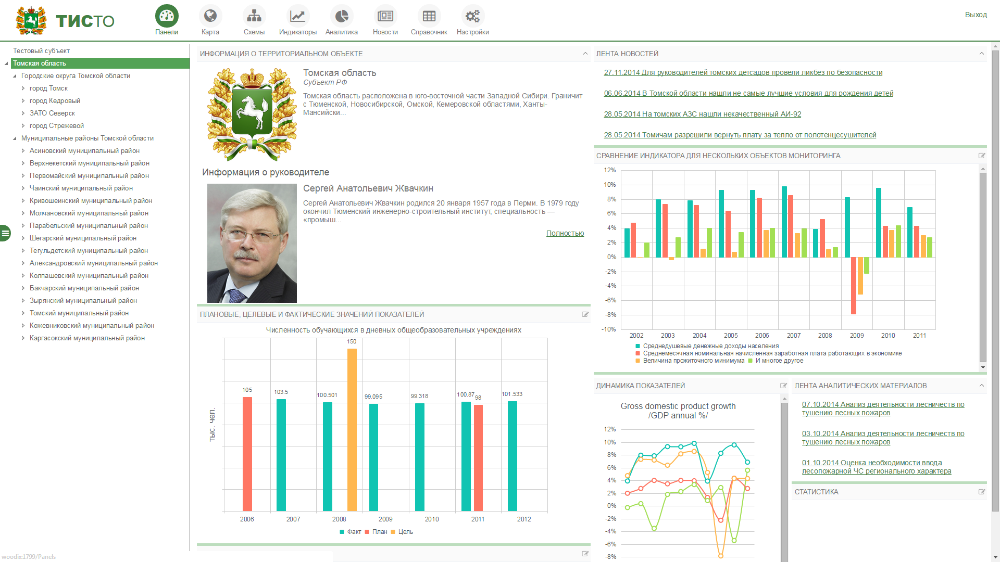 ТИСТО
Панели
Карта
Схемы
Индикаторы
Аналитика
Новости
Справочник
Настройки
Выход
Тестовый субъект
Томская область
Городские округа Томской области
город Томск
город Кедровый
ЗАТО Северск
город Стрежевой
Муниципальные районы Томской области
Асиновский муниципальный район
Верхнекетский муниципальный район
Первомайский муниципальный район
Чаинский муниципальный район
Кривошеинский муниципальный район
Молчановский муниципальный район
Парабельский муниципальный район
Шегарский муниципальный район
Тегульдетский муниципальный район
Александровский муниципальный район
Колпашевский муниципальный район
Бакчарский муниципальный район
Зырянский муниципальный район
Томский муниципальный район
Кожевниковский муниципальный район
Каргасокский муниципальный район
woodix:1799/Panels
ИНФОРМАЦИЯ О ТЕРРИТОРИАЛЬНОМ ОБЪЕКТЕ
Томская область
Субъект РФ
Томская область расположена в юго-восточной части Западной Сибири. Граничит
с Тюменской, Новосибирской, Омской, Кемеровской областями, Ханты-
Мансийски...
Информация о руководителе
Сергей Анатольевич Жвачкин
Сергей Анатольевич Жвачкин родился 20 января 1957 года в Перми. В 1979 году
окончил Тюменский инженерно-строительный институт, специальность —
«промыш...
Полностью
ПЛАНОВЫЕ, ЦЕЛЕВЫЕ И ФАКТИЧЕСКИЕ ЗНАЧЕНИЙ ПОКАЗАТЕЛЕЙ
Численность обучающихся в дневных общеобразовательных учреждениях
тыс. чел.
105
103.5
100.501
150
99.095
99.318
100.87
98
101.533
2006
2007
2008
2009
2010
2011
2012
Факт
План
Цель
ЛЕНТА НОВОСТЕЙ
27.11.2014 Для руководителей томских детсадов провели ликбез по безопасности
06.06.2014 В Томской области нашли не самые лучшие условия для рождения детей
28.05.2014 На томских АЗС нашли некачественный АИ-92
28.05.2014 Томичам разрешили вернуть плату за тепло от полотенцесушителей
СРАВНЕНИЕ ИНДИКАТОРА ДЛЯ НЕСКОЛЬКИХ ОБЪЕКТОВ МОНИТОРИНГА
12%
10%
8%
6%
4%
2%
0%
-2%
-4%
-6%
-8%
-10%
2002
2003
2004
2005
2006
2007
2008
2009
2010
2011
Среднедушевые денежные доходы населения
Среднемесячная номинальная начисленная заработная плата работающих в экономике
Величина прожиточного минимума
И многое другое
ДИНАМИКА ПОКАЗАТЕЛЕЙ
Gross domestic product growth
/GDP annual %/
12%
10%
8%
6%
4%
2%
0%
-2%
-4%
-6%
-8%
ЛЕНТА АНАЛИТИЧЕСКИХ МАТЕРИАЛОВ
07.10.2014 Анализ деятельности лесничеств по
тушению лесных пожаров
03.10.2014 Анализ деятельности лесничеств по
тушению лесных пожаров
01.10.2014 Оценка необходимости ввода
лесопожарной ЧС регионального характера
СТАТИСТИКА